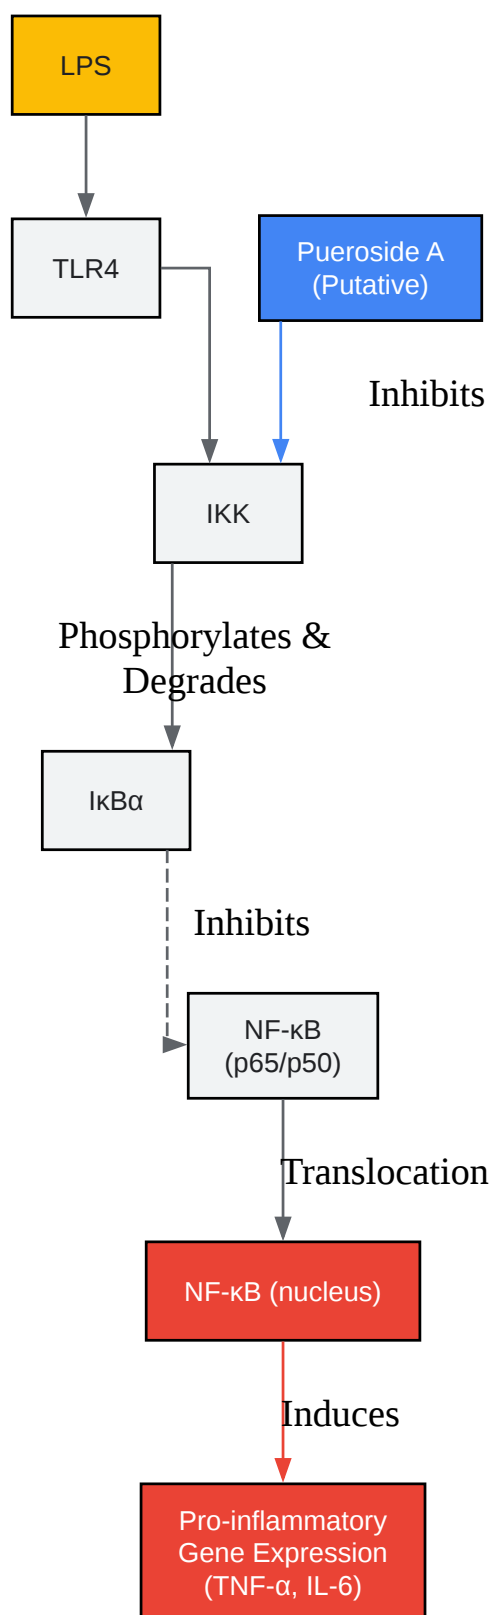 LPS
TLR4
Pueroside A
(Putative)
Inhibits
IKK
Phosphorylates &
Degrades
IκBα
Inhibits
NF-κB
(p65/p50)
Translocation
NF-κB (nucleus)
Induces
Pro-inflammatory
Gene Expression
(TNF-α, IL-6)